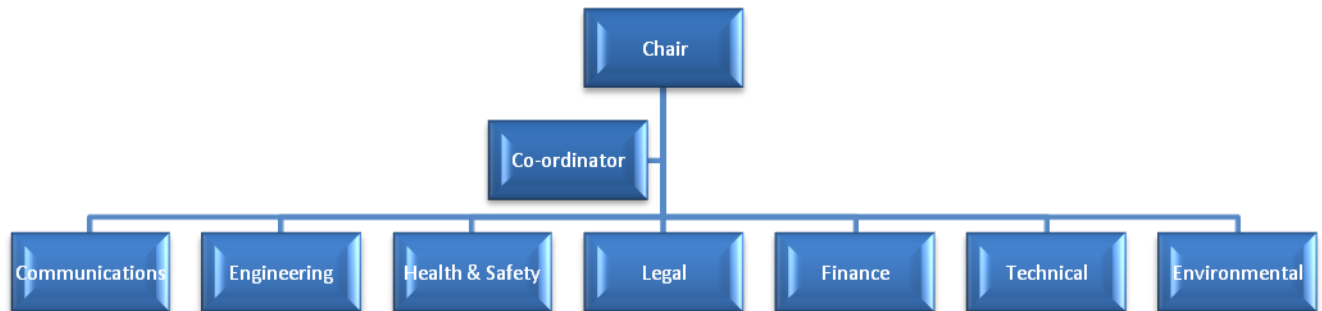 Chair
Co-ordinator
Communications
Engineering
Health & Safety
Legal
Finance
Technical
Environmental